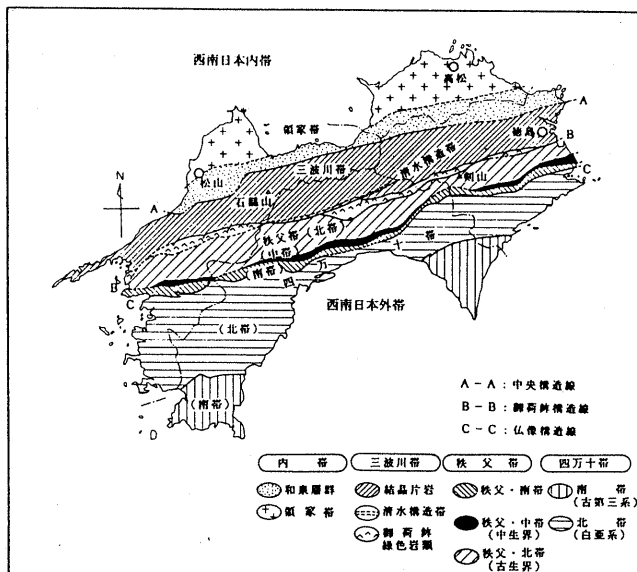 西南日本内帯
高松
A
領家帯
徳島
B
清水構造帯
三波川帯
C
松山
剣山
石鎚山
N
A
秩父帯(北帯)
(中帯)
十帯
(南帯)
万
四
B
C
西南日本外帯
(北帯)
A-A:中央構造線
B-B:御荷鉾構造線
(南帯)
C-C:仏像構造線
内帯 三波川帯 秩父帯 四万十帯
和泉層群 結晶片岩 秩父・南帯 南帯
(古第三系)
領家帯 清水構造帯 秩父・中帯 北帯
(中生界) (白亜系)
御荷鉾
緑色岩類 秩父・北帯
(古生界)